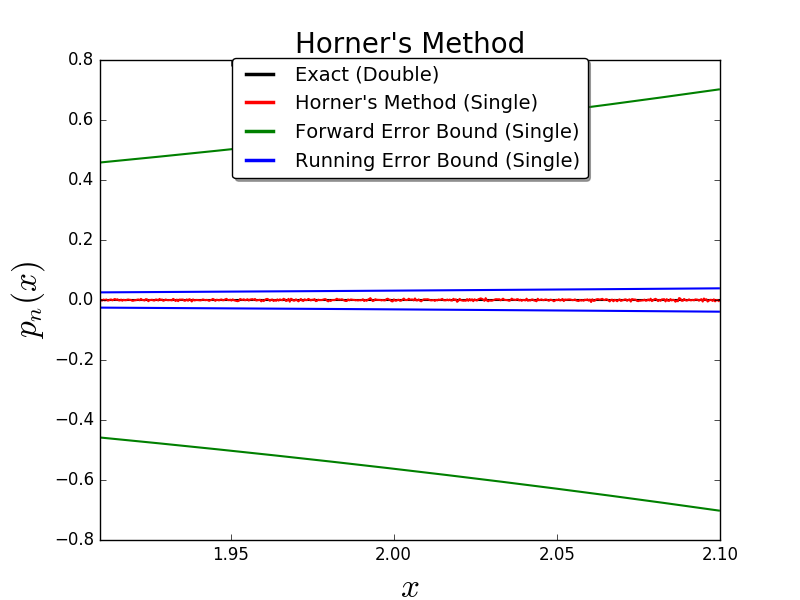 Horner's Method
Exact (Double)
Horner's Method (Single)
Forward Error Bound (Single)
Running Error Bound (Single)
0.8
0.6
0.4
0.2
0.0
−0.2
−0.4
−0.6
−0.8
p_n(x)
1.95 2.00 2.05 2.10
x